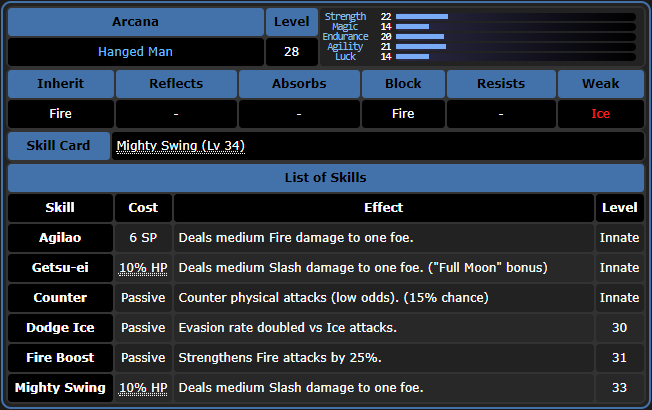 Arcana Level
Strength 22
Magic 14
Endurance 20
Agility 21
Luck 14
Hanged Man 28
Inherit Reflects Absorbs Block Resists Weak
Fire - - Fire - Ice
Skill Card Mighty Swing (Lv 34)
List of Skills
Skill Cost Effect Level
Agilao 6 SP Deals medium Fire damage to one foe. Innate
Getsu-ei 10% HP Deals medium Slash damage to one foe. ("Full Moon" bonus) Innate
Counter Passive Counter physical attacks (low odds). (15% chance) Innate
Dodge Ice Passive Evasion rate doubled vs Ice attacks. 30
Fire Boost Passive Strengthens Fire attacks by 25%. 31
Mighty Swing 10% HP Deals medium Slash damage to one foe. 33